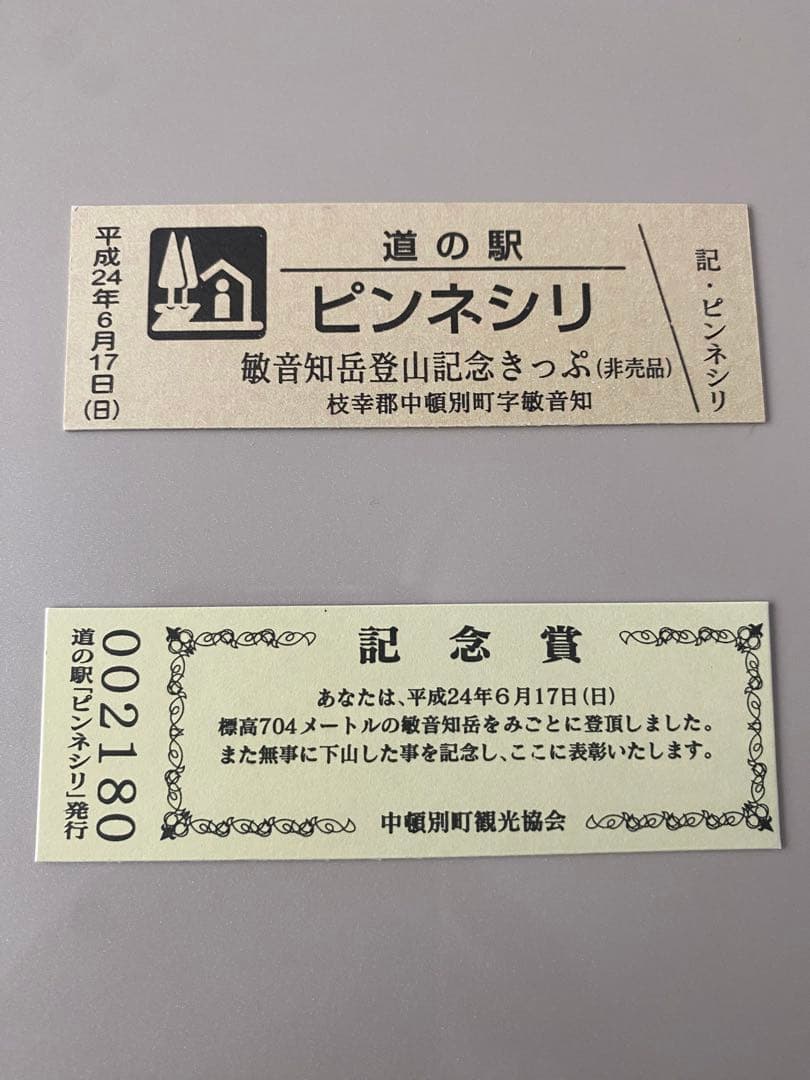 平成24年6月17日(日)
道の駅
ピンネシリ
敏音知岳登山記念きっぷ(非売品)
枝幸郡中頓別町字敏音知
記・ピンネシリ
道の駅「ピンネシリ」発行
002180
記念賞
あなたは、平成24年6月17日(日)
標高704メートルの敏音知岳をみごとに登頂しました。
また無事に下山した事を記念し、ここに表彰いたします。
中頓別町観光協会